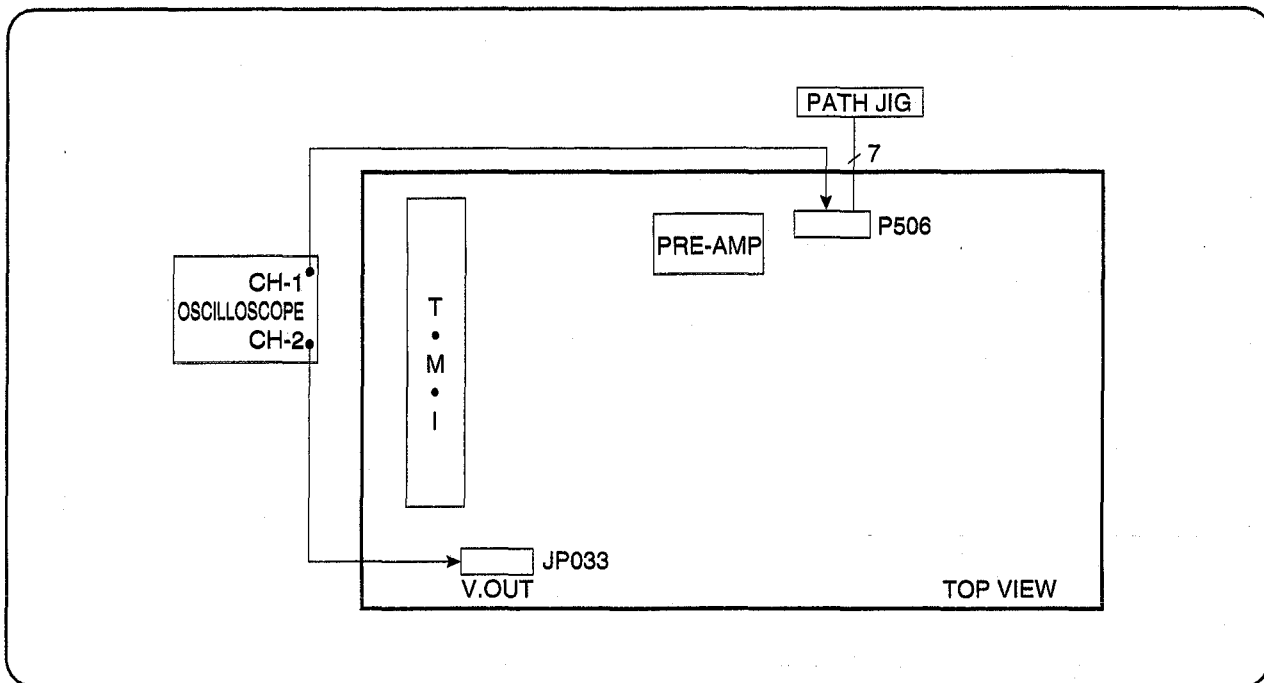 PATH JIG
7
P506
PRE-AMP
CH-1
OSCILLOSCOPE
CH-2
T
•
M
•
I
JP033
V.OUT
TOP VIEW